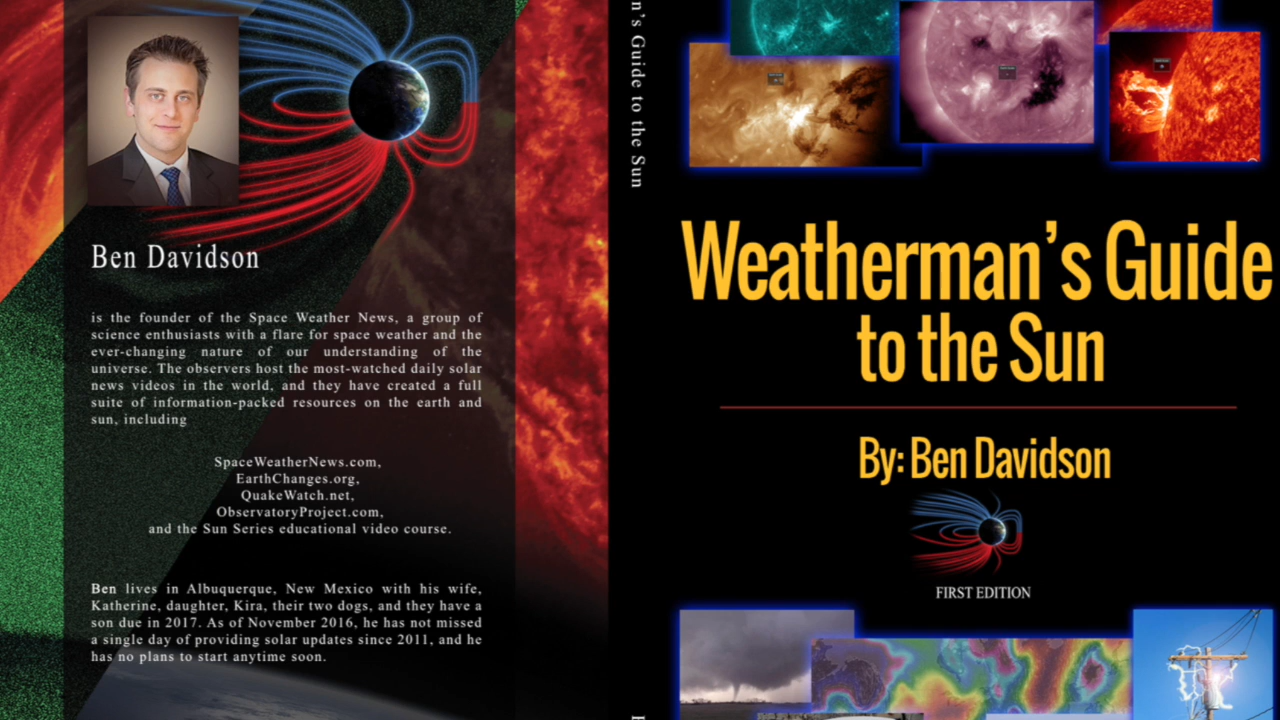 Ben Davidson
is the founder of the Space Weather News, a group of
science enthusiasts with a flare for space weather and the
ever-changing nature of our understanding of the
universe. The observers host the most-watched daily solar
news videos in the world, and they have created a full
suite of information-packed resources on the earth and
sun, including
SpaceWeatherNews.com,
EarthChanges.org,
QuakeWatch.net,
ObservatoryProject.com,
and the Sun Series educational video course.
Ben lives in Albuquerque, New Mexico with his wife,
Katherine, daughter, Kira, their two dogs, and they have a
son due in 2017. As of November 2016, he has not missed
a single day of providing solar updates since 2011, and he
has no plans to start anytime soon.
n's Guide to the Sun
Weatherman's Guide
to the Sun
By: Ben Davidson
FIRST EDITION